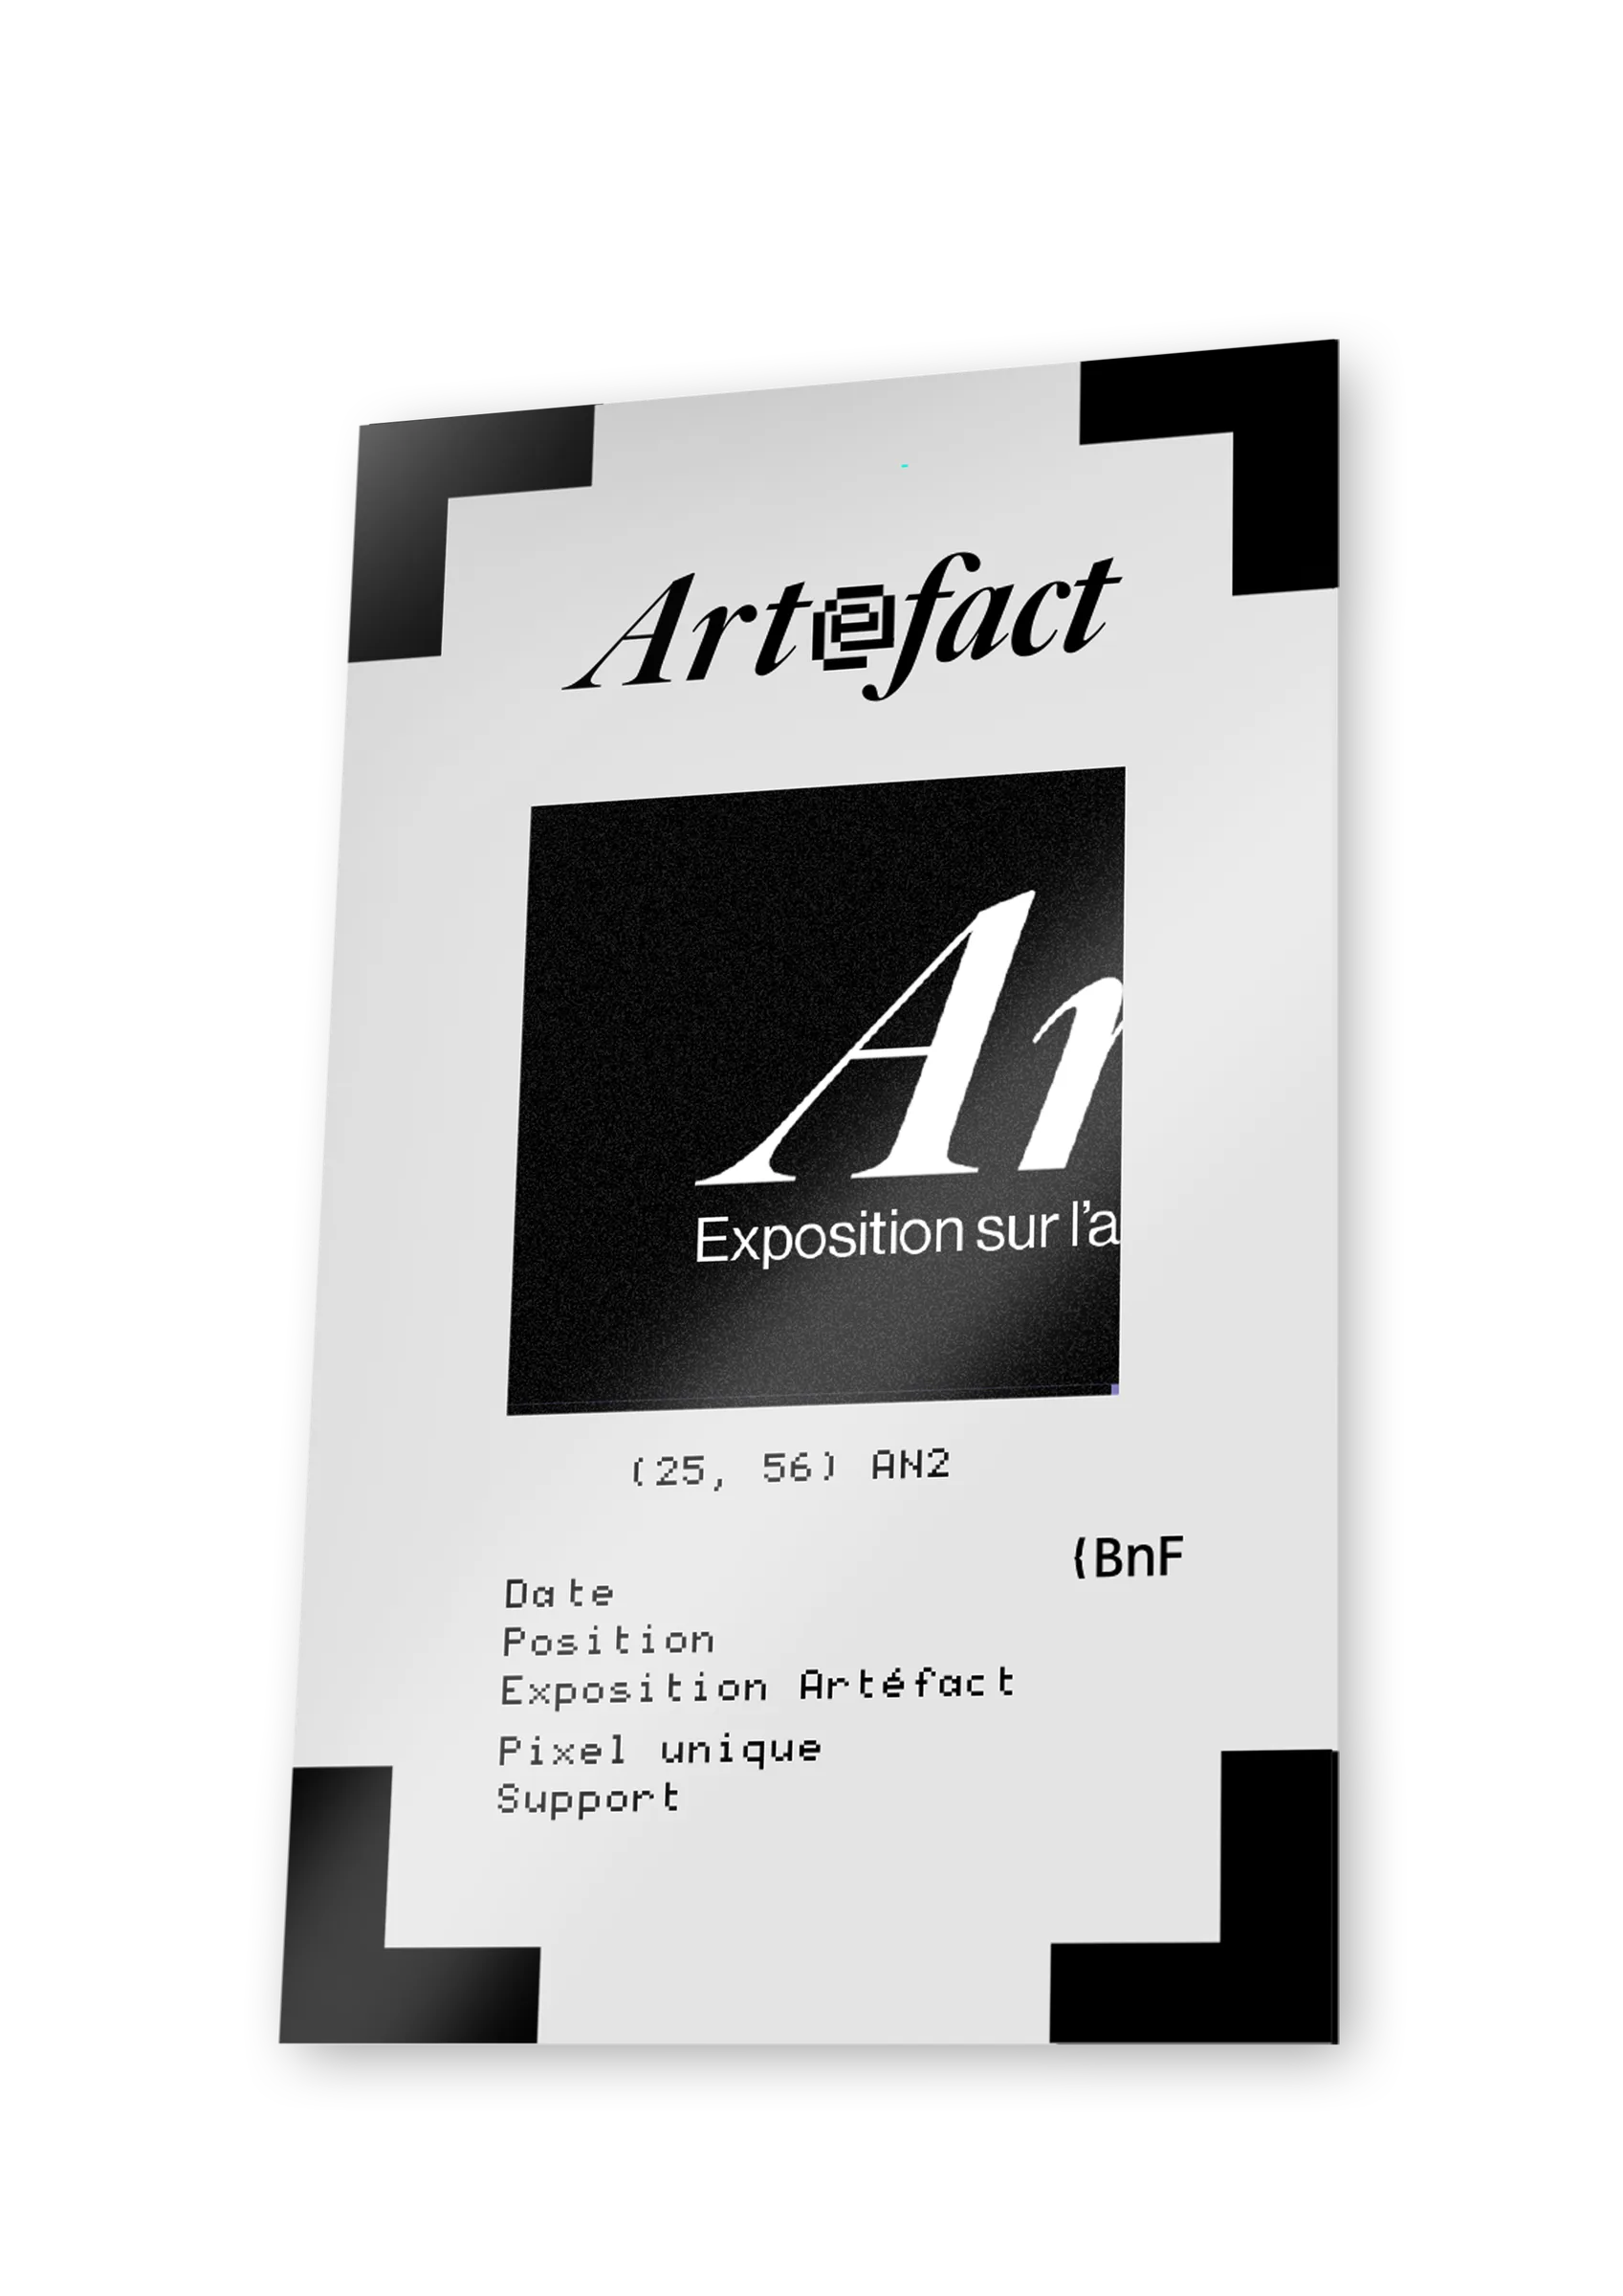 Artefact
Ar
Exposition sur l’a
(25, 56) AN2
{BnF
Date
Position
Exposition Artéfact
Pixel unique
Support